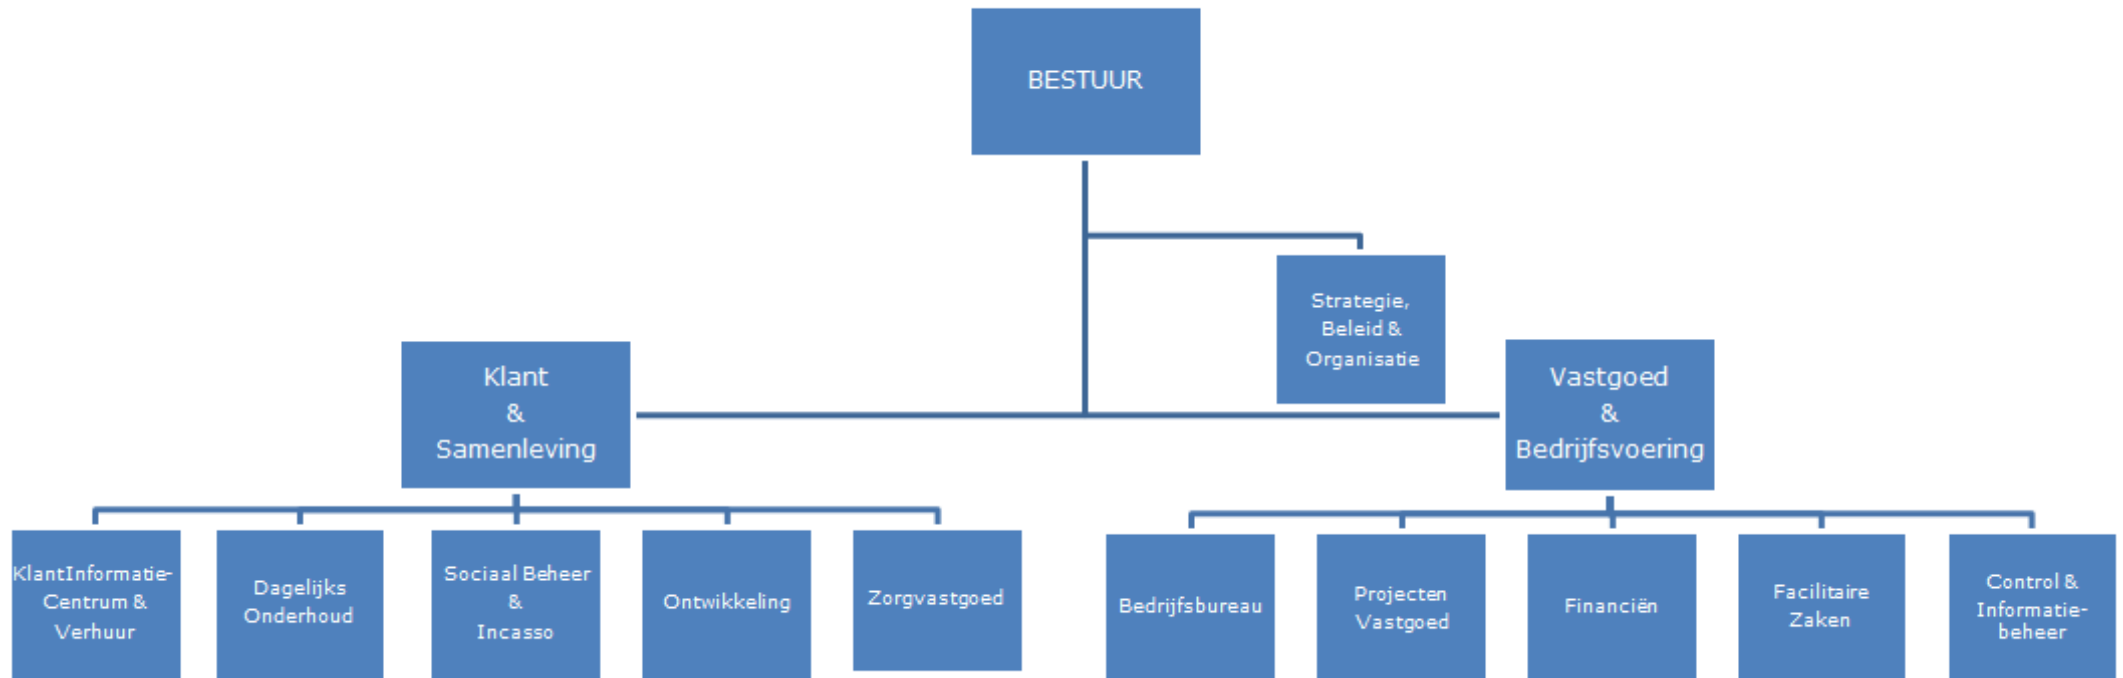 BESTUUR
Strategie,
Beleid &
Organisatie
Klant
&
Samenleving
Vastgoed
&
Bedrijfsvoering
KlantInformatie-
Centrum &
Verhuur
Dagelijks
Onderhoud
Sociaal Beheer
&
Incasso
Ontwikkeling
Zorgvastgoed
Bedrijfsbureau
Projecten
Vastgoed
Financiën
Facilitaire
Zaken
Control &
Informatie-
beheer